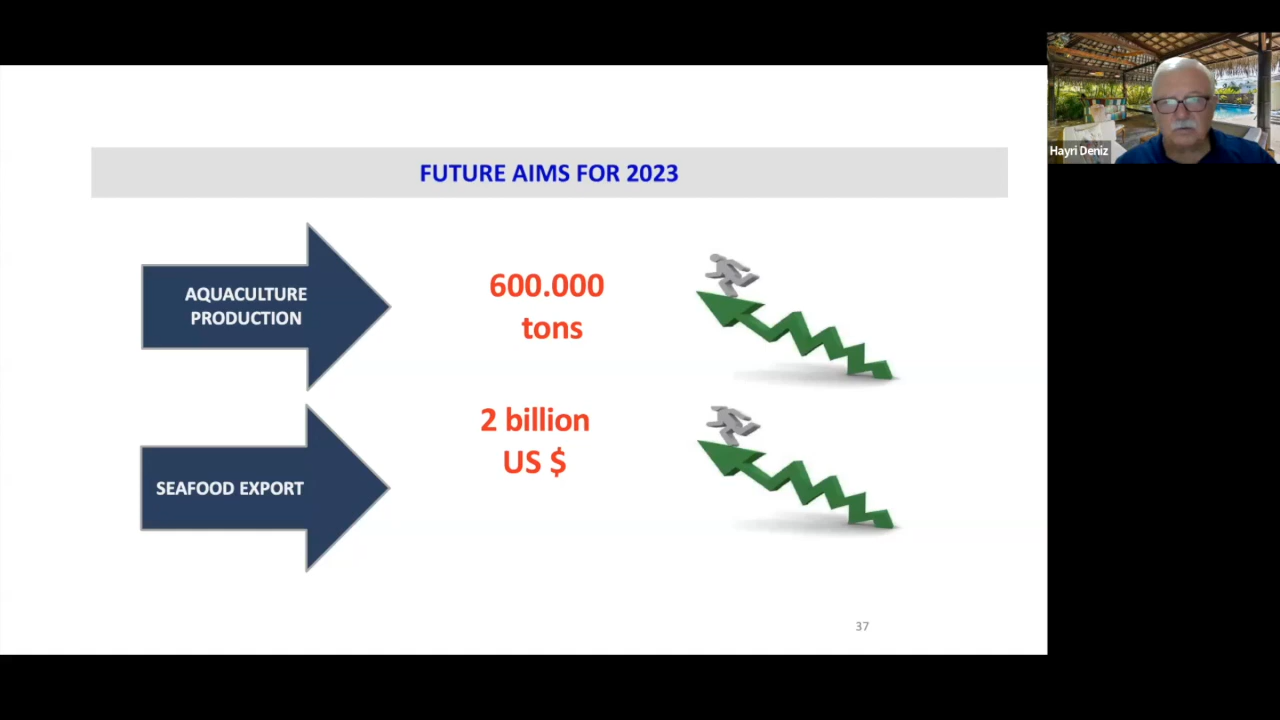 FUTURE AIMS FOR 2023
AQUACULTURE
PRODUCTION
600.000
tons
SEAFOOD EXPORT
2 billion
US $
37
Hayri Deniz